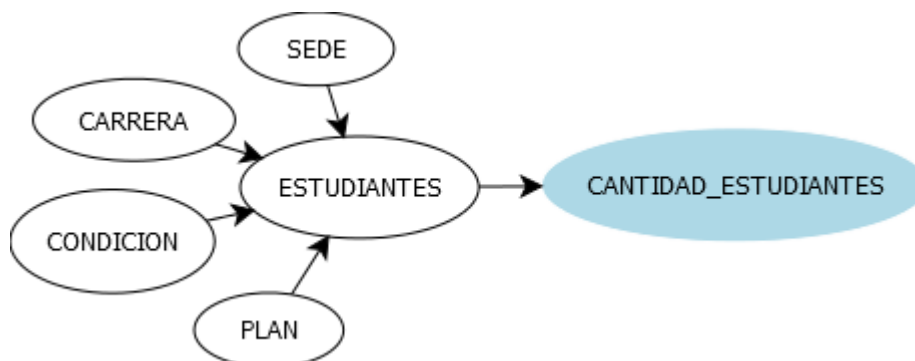 SEDE
CARRERA
ESTUDIANTES
CANTIDAD_ESTUDIANTES
CONDICION
PLAN